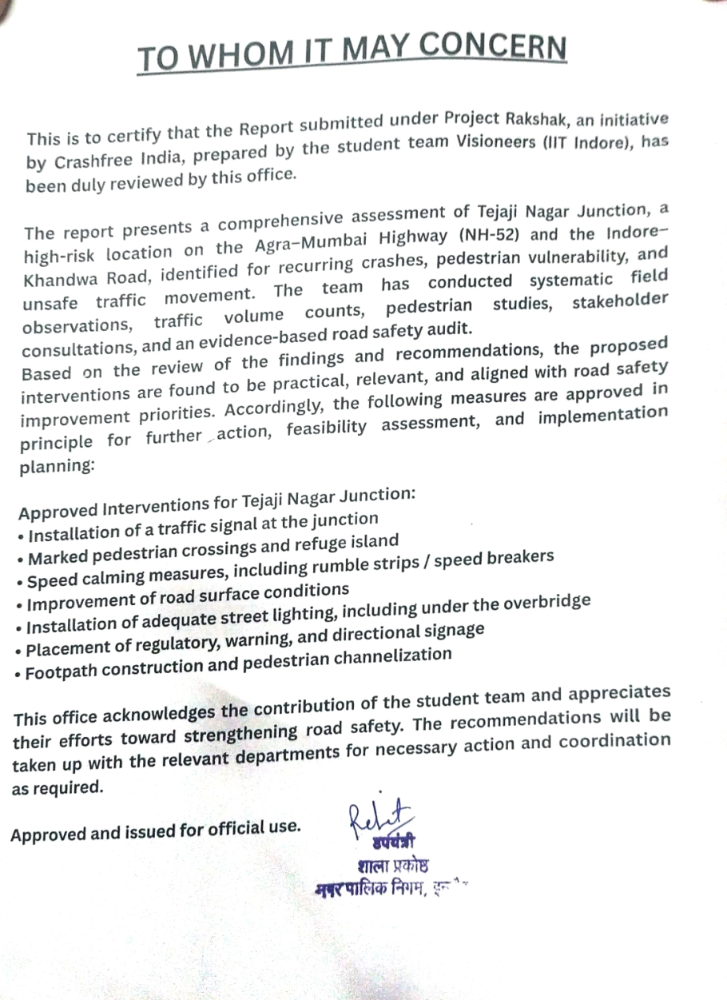 TO WHOM IT MAY CONCERN
This is to certify that the Report submitted under Project Rakshak, an initiative
by Crashfree India, prepared by the student team Visioneers (IIT Indore), has
been duly reviewed by this office.
The report presents a comprehensive assessment of Tejaji Nagar Junction, a
high-risk location on the Agra–Mumbai Highway (NH-52) and the Indore–
Khandwa Road, identified for recurring crashes, pedestrian vulnerability, and
unsafe traffic movement. The team has conducted systematic field
observations, traffic volume counts, pedestrian studies, stakeholder
consultations, and an evidence-based road safety audit.
Based on the review of the findings and recommendations, the proposed
interventions are found to be practical, relevant, and aligned with road safety
improvement priorities. Accordingly, the following measures are approved in
principle for further action, feasibility assessment, and implementation
planning:
Approved Interventions for Tejaji Nagar Junction:
• Installation of a traffic signal at the junction
• Marked pedestrian crossings and refuge island
• Speed calming measures, including rumble strips / speed breakers
• Improvement of road surface conditions
• Installation of adequate street lighting, including under the overbridge
• Placement of regulatory, warning, and directional signage
• Footpath construction and pedestrian channelization
This office acknowledges the contribution of the student team and appreciates
their efforts toward strengthening road safety. The recommendations will be
taken up with the relevant departments for necessary action and coordination
as required.
Approved and issued for official use.
उपयंत्री
शाला प्रकोष्ठ
नगर पालिक निगम,